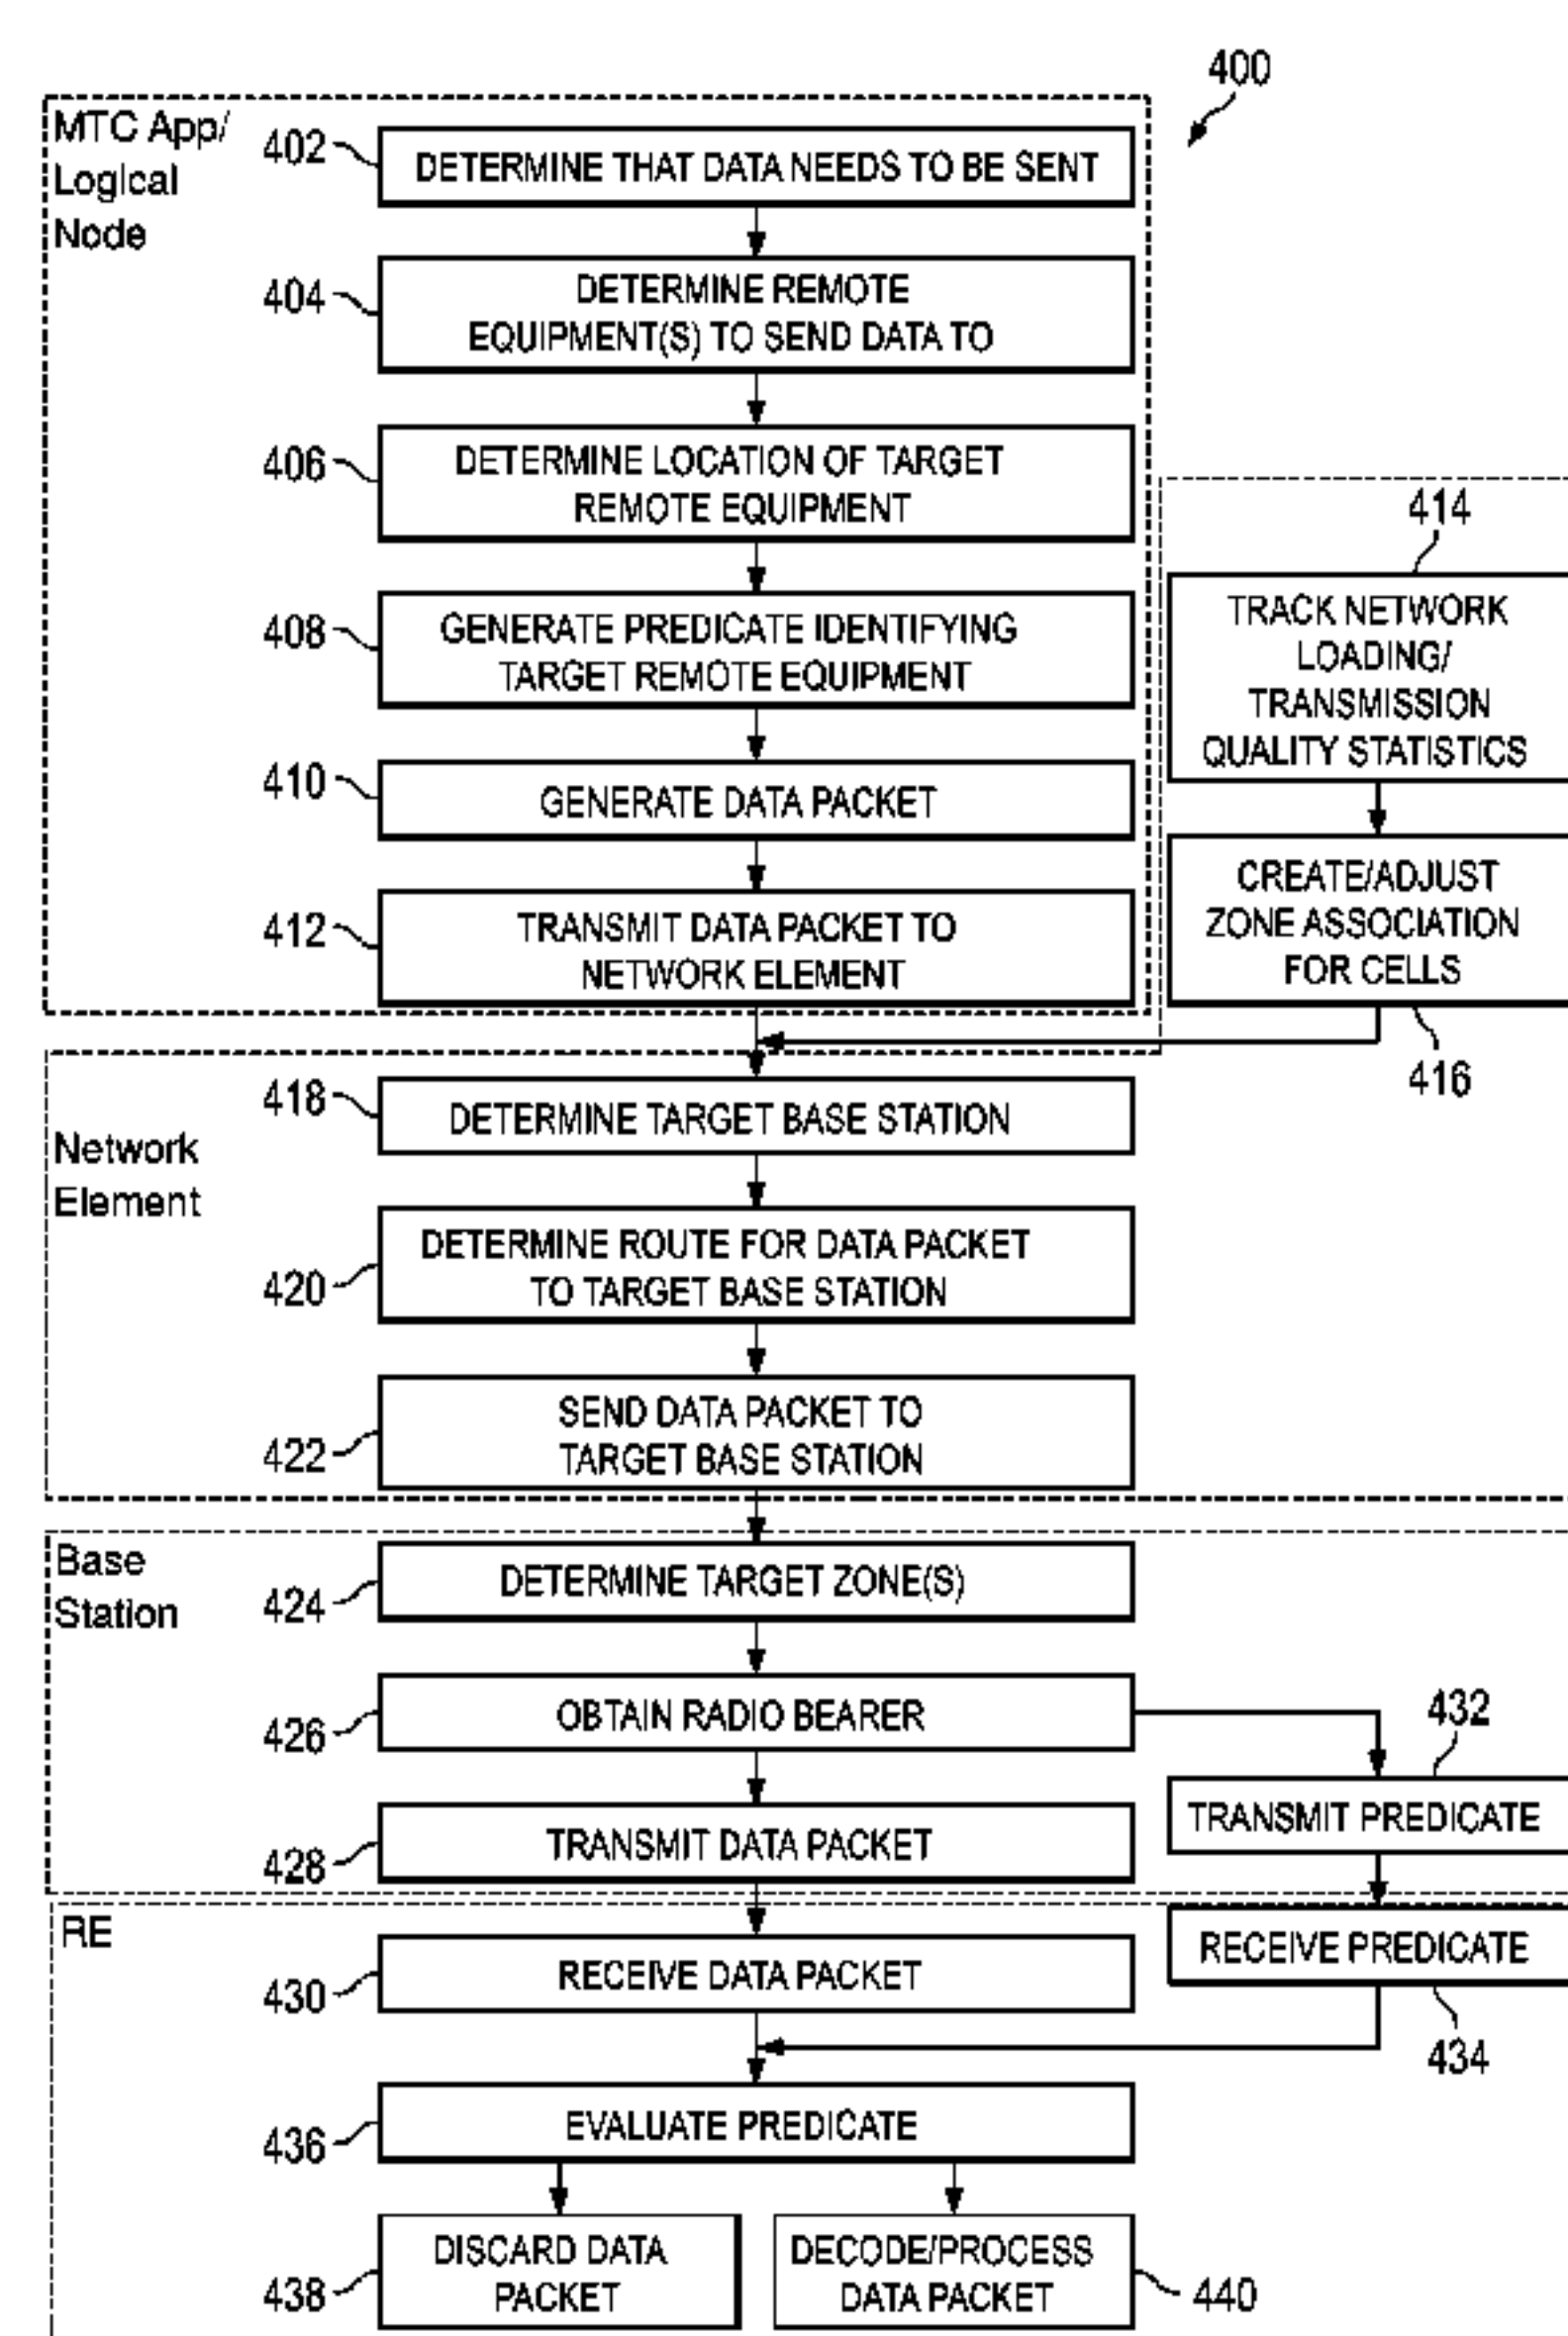 400
MTC App/
Logical
Node
402
DETERMINE THAT DATA NEEDS TO BE SENT
404
DETERMINE REMOTE
EQUIPMENT(S) TO SEND DATA TO
406
DETERMINE LOCATION OF TARGET
REMOTE EQUIPMENT
408
GENERATE PREDICATE IDENTIFYING
TARGET REMOTE EQUIPMENT
410
GENERATE DATA PACKET
412
TRANSMIT DATA PACKET TO
NETWORK ELEMENT
414
TRACK NETWORK
LOADING/
TRANSMISSION
QUALITY STATISTICS
CREATE/ADJUST
ZONE ASSOCIATION
FOR CELLS
416
Network
Element
418
DETERMINE TARGET BASE STATION
420
DETERMINE ROUTE FOR DATA PACKET
TO TARGET BASE STATION
422
SEND DATA PACKET TO
TARGET BASE STATION
Base
Station
424
DETERMINE TARGET ZONE(S)
426
OBTAIN RADIO BEARER
428
TRANSMIT DATA PACKET
432
TRANSMIT PREDICATE
RE
430
RECEIVE DATA PACKET
RECEIVE PREDICATE
434
436
EVALUATE PREDICATE
438
DISCARD DATA
PACKET
DECODE/PROCESS
DATA PACKET
440